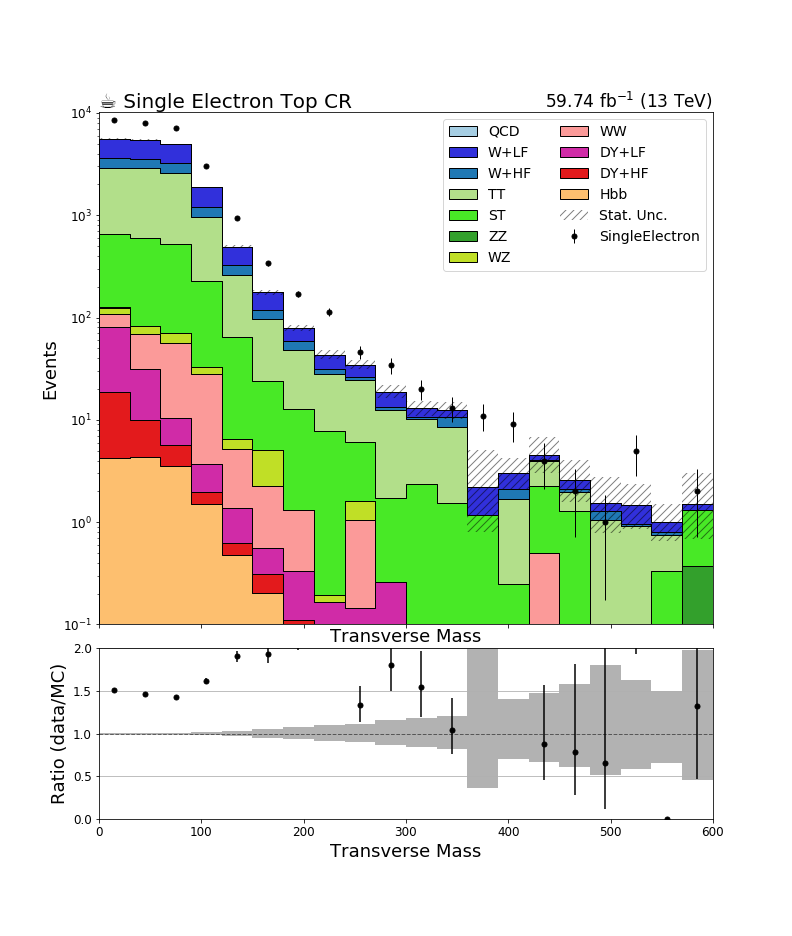 ☕ Single Electron Top CR
59.74 fb⁻¹ (13 TeV)
QCD
W+LF
W+HF
TT
ST
ZZ
WZ
WW
DY+LF
DY+HF
Hbb
Stat. Unc.
SingleElectron
Events
10⁴
10³
10²
10¹
10⁰
10⁻¹
Transverse Mass
Ratio (data/MC)
2.0
1.5
1.0
0.5
0.0
0 100 200 300 400 500 600
Transverse Mass